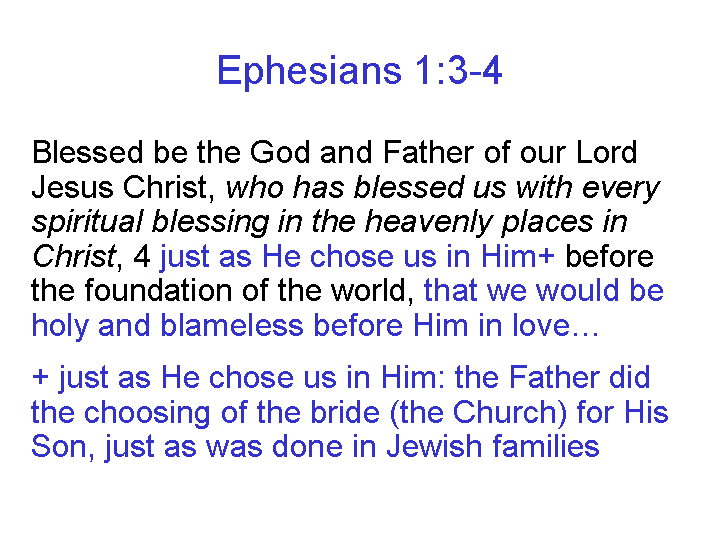 Ephesians 1:3-4
Blessed be the God and Father of our Lord
Jesus Christ, who has blessed us with every
spiritual blessing in the heavenly places in
Christ, 4 just as He chose us in Him+ before
the foundation of the world, that we would be
holy and blameless before Him in love…
+ just as He chose us in Him: the Father did
the choosing of the bride (the Church) for His
Son, just as was done in Jewish families